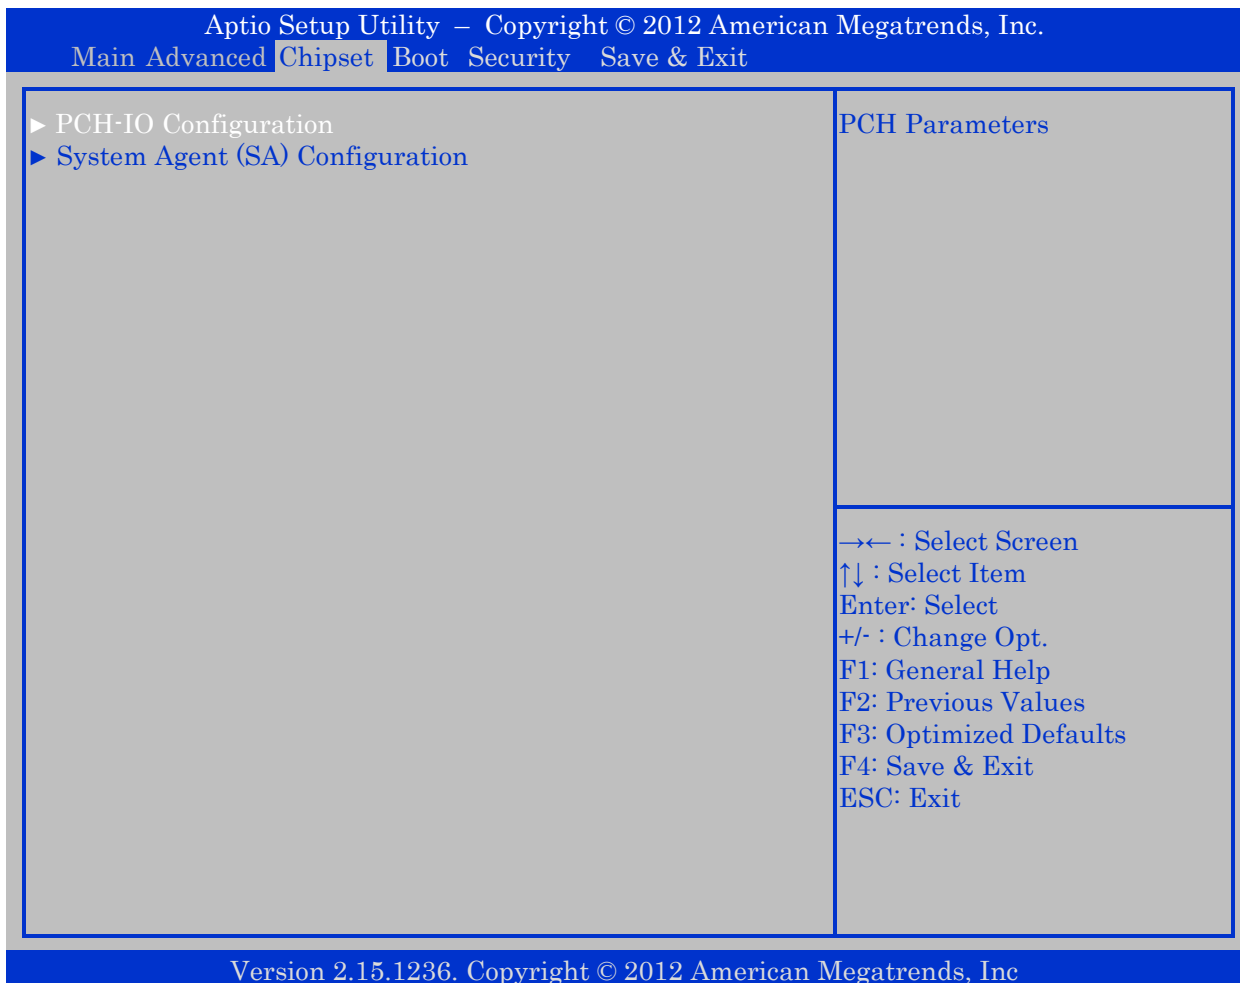 Aptio Setup Utility – Copyright © 2012 American Megatrends, Inc.
Main Advanced Chipset Boot Security Save & Exit
► PCH-IO Configuration
► System Agent (SA) Configuration
PCH Parameters
→← : Select Screen
↑↓ : Select Item
Enter: Select
+/- : Change Opt.
F1: General Help
F2: Previous Values
F3: Optimized Defaults
F4: Save & Exit
ESC: Exit
Version 2.15.1236. Copyright © 2012 American Megatrends, Inc